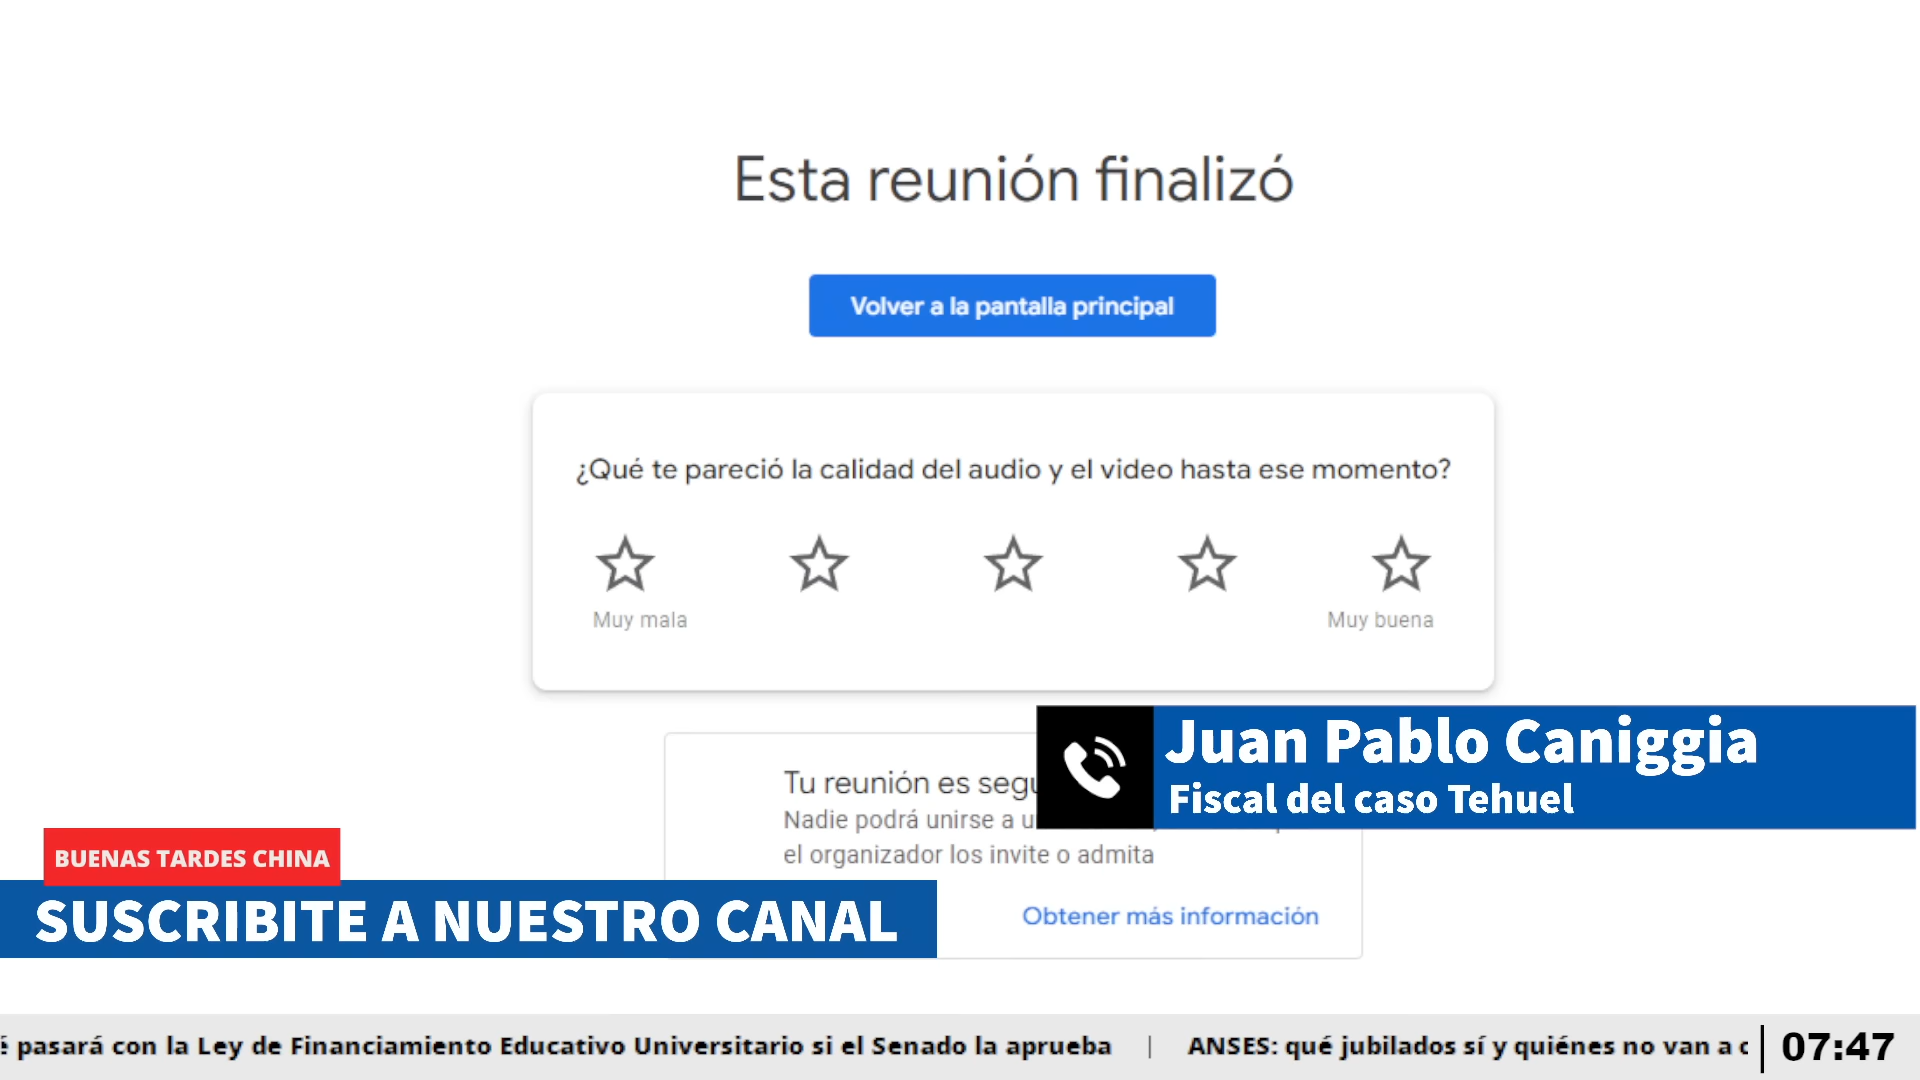 Esta reunión finalizó
Volver a la pantalla principal
¿Qué te pareció la calidad del audio y el video hasta ese momento?
Muy mala
Muy buena
Tu reunión es
Nadie podrá unirse a
el organizador los invite o admita
Obtener más información
Juan Pablo Caniggia
Fiscal del caso Tehuel
BUENAS TARDES CHINA
SUSCRIBITE A NUESTRO CANAL
pasará con la Ley de Financiamiento Educativo Universitario si el Senado la aprueba | ANSES: qué jubilados sí y quiénes no van a
07:47